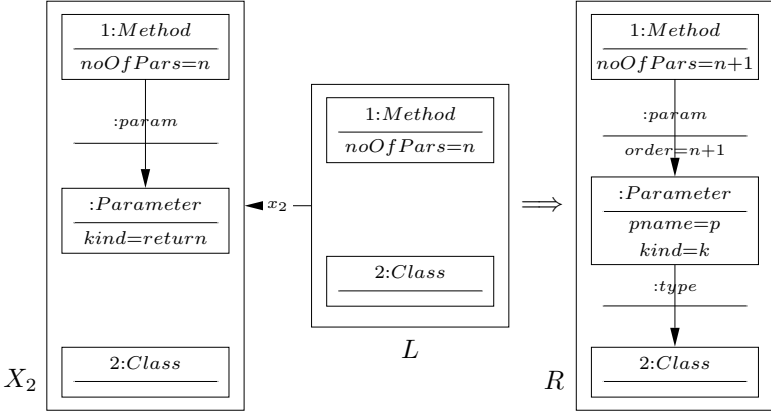 1:Method
noOfPars=n
:param
:Parameter
kind=return
2:Class
X₂
x₂
1:Method
noOfPars=n
2:Class
L
⟹
1:Method
noOfPars=n+1
:param
order=n+1
:Parameter
pname=p
kind=k
:type
2:Class
R